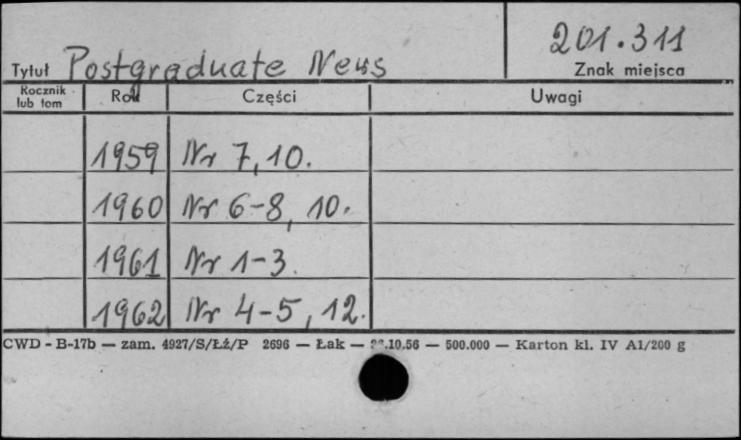 201.311
Tytuł Postgraduate News
Znak miejsca
Rocznik lub tom Rok Części Uwagi
1959 Nr 7, 10.
1960 Nr 6-8, 10.
1961 Nr 1-3.
1962 Nr 4-5, 12.
CWD - B-17b — zam. 4927/S/Łź/P 2696 — Łak — .10.56 — 500.000 — Karton kl. IV A1/200 g